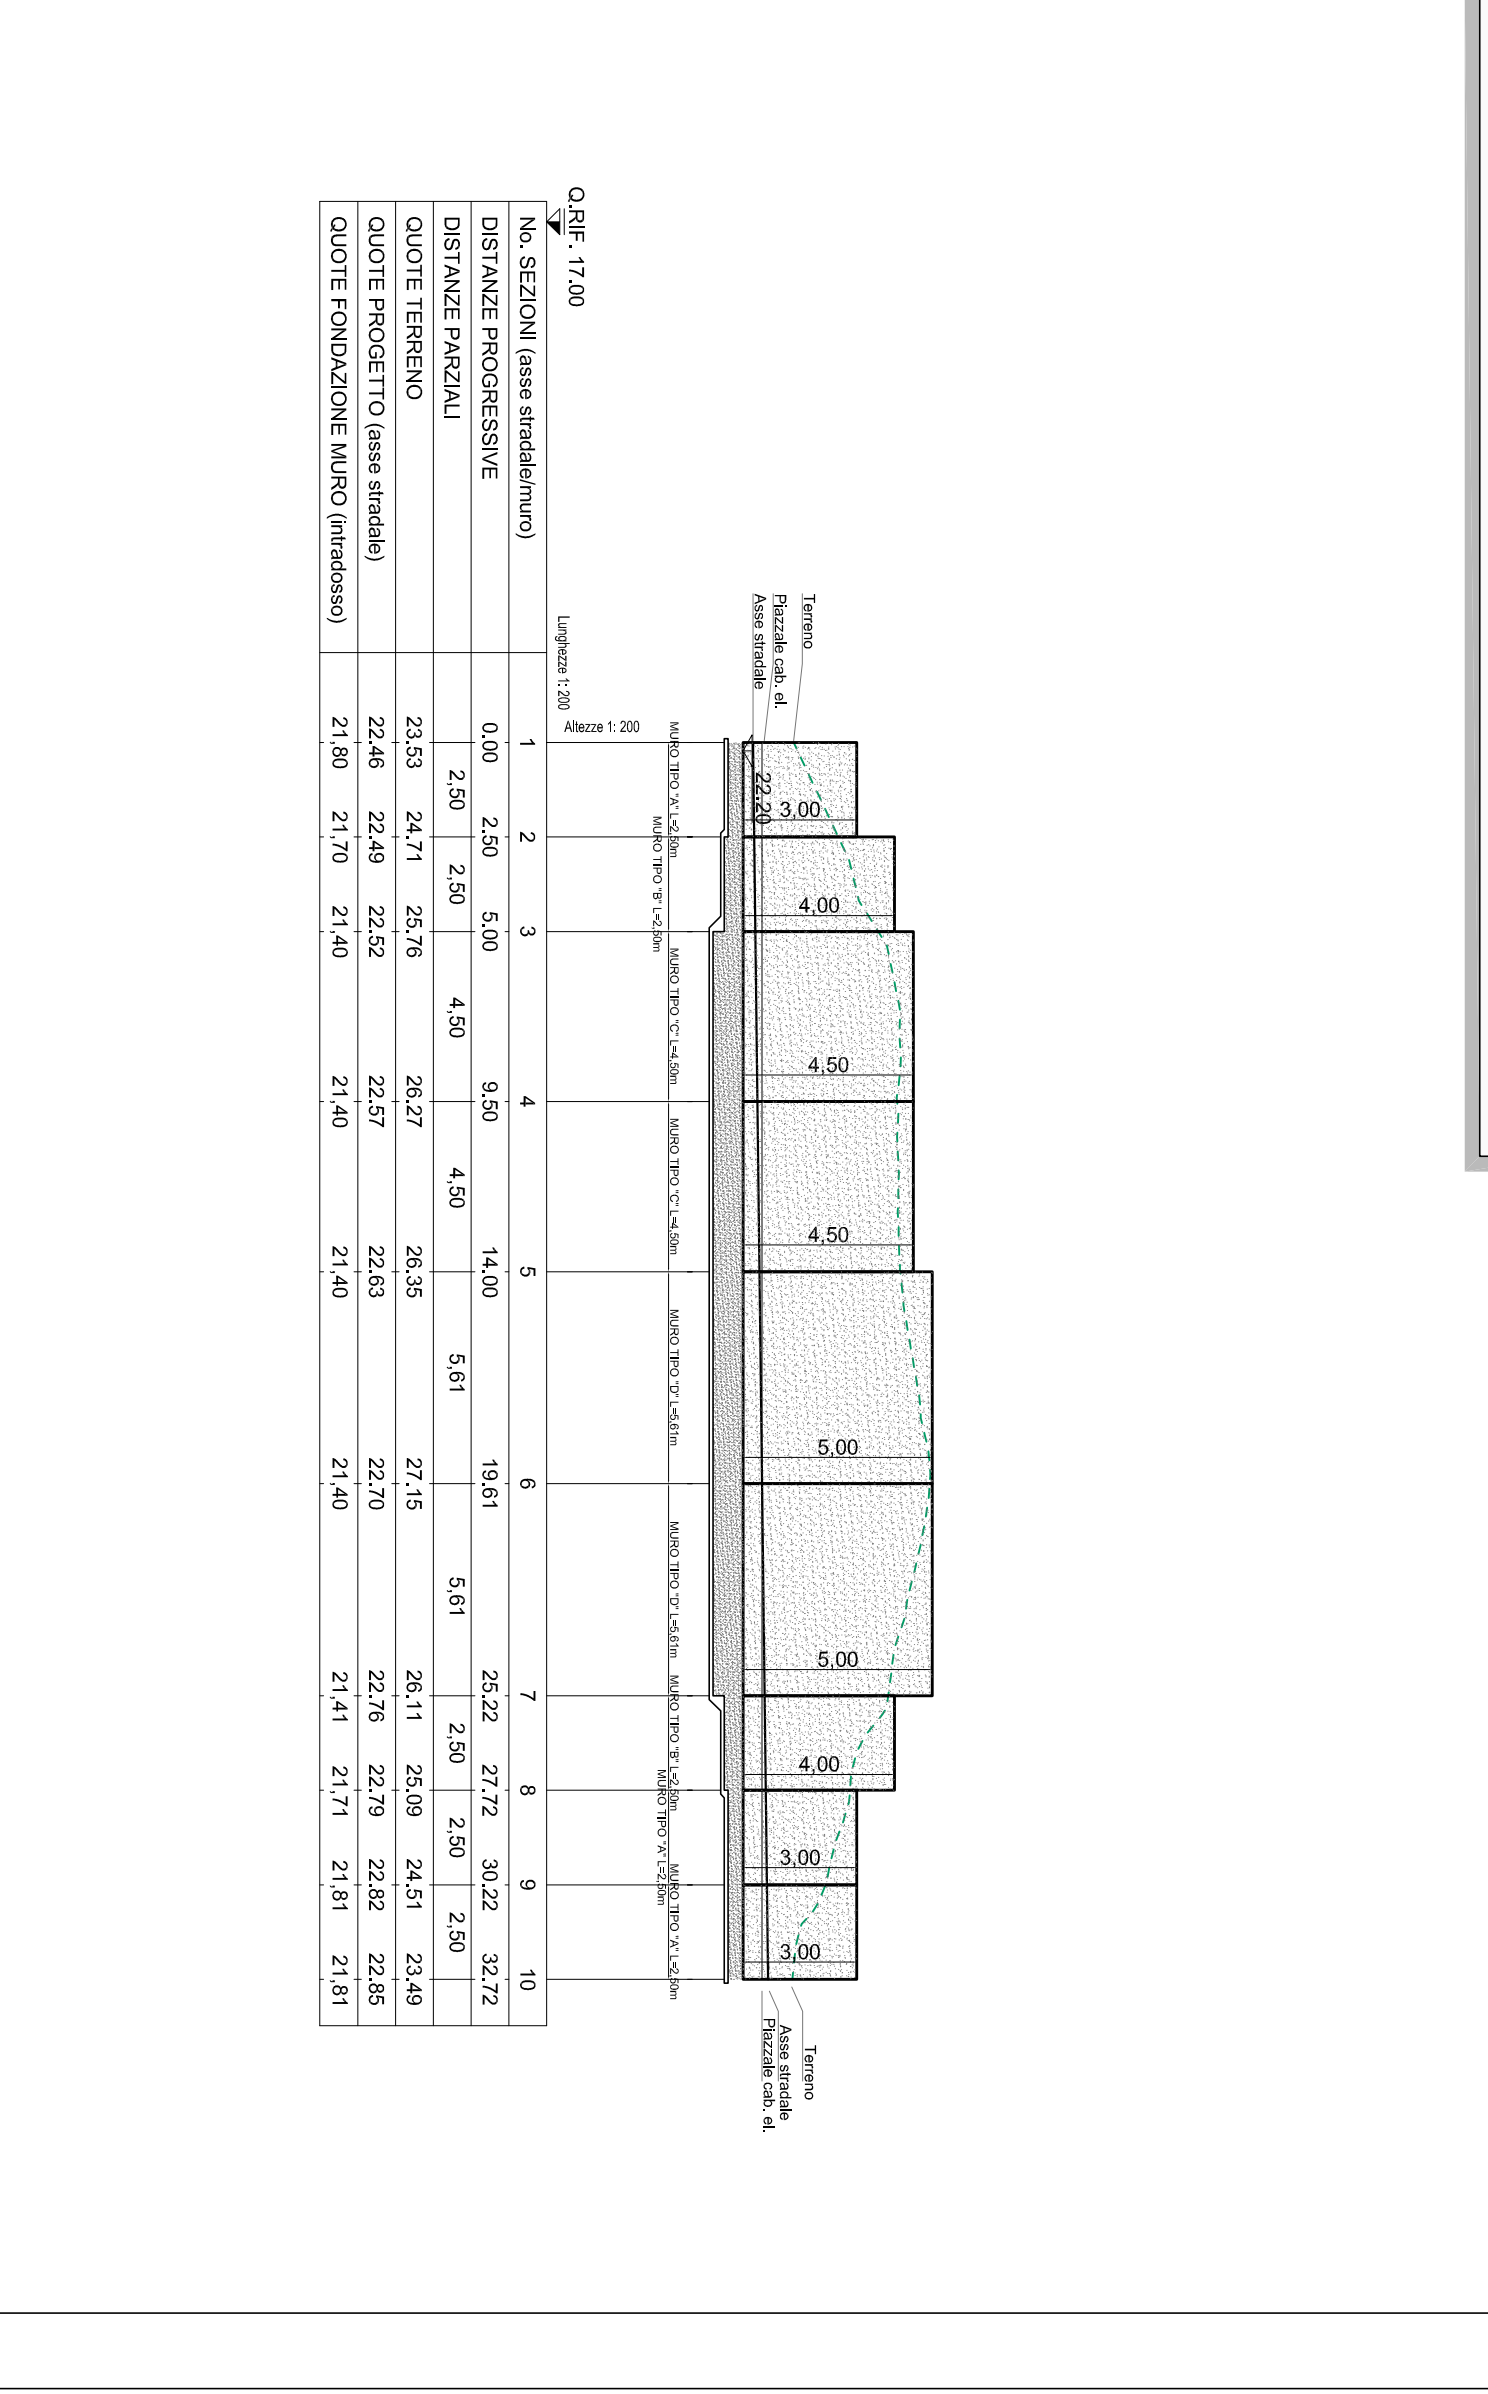 Terreno
Piazzale cab. el.
Asse stradale
22.20
3,00
4,00
4,50
4,50
5,00
5,00
4,00
3,00
3,00
Terreno
Asse stradale
Piazzale cab. el.
MURO TIPO "A" L=2,50m
MURO TIPO "B" L=2,50m
MURO TIPO "C" L=4,50m
MURO TIPO "C" L=4,50m
MURO TIPO "D" L=5,61m
MURO TIPO "D" L=5,61m
MURO TIPO "B" L=2,50m
MURO TIPO "A" L=2,50m
MURO TIPO "A" L=2,50m
Q.RIF. 17.00
Altezze 1: 200
Lunghezze 1: 200
No. SEZIONI (asse stradale/muro) 1 2 3 4 5 6 7 8 9 10
DISTANZE PROGRESSIVE 0.00 2.50 5.00 9.50 14.00 19.61 25.22 27.72 30.22 32.72
DISTANZE PARZIALI 2,50 2,50 4,50 4,50 5,61 5,61 2,50 2,50 2,50
QUOTE TERRENO 23.53 24.71 25.76 26.27 26.35 27.15 26.11 25.09 24.51 23.49
QUOTE PROGETTO (asse stradale) 22.46 22.49 22.52 22.57 22.63 22.70 22.76 22.79 22.82 22.85
QUOTE FONDAZIONE MURO (intradosso) 21,80 21,70 21,40 21,40 21,40 21,40 21,41 21,71 21,81 21,81